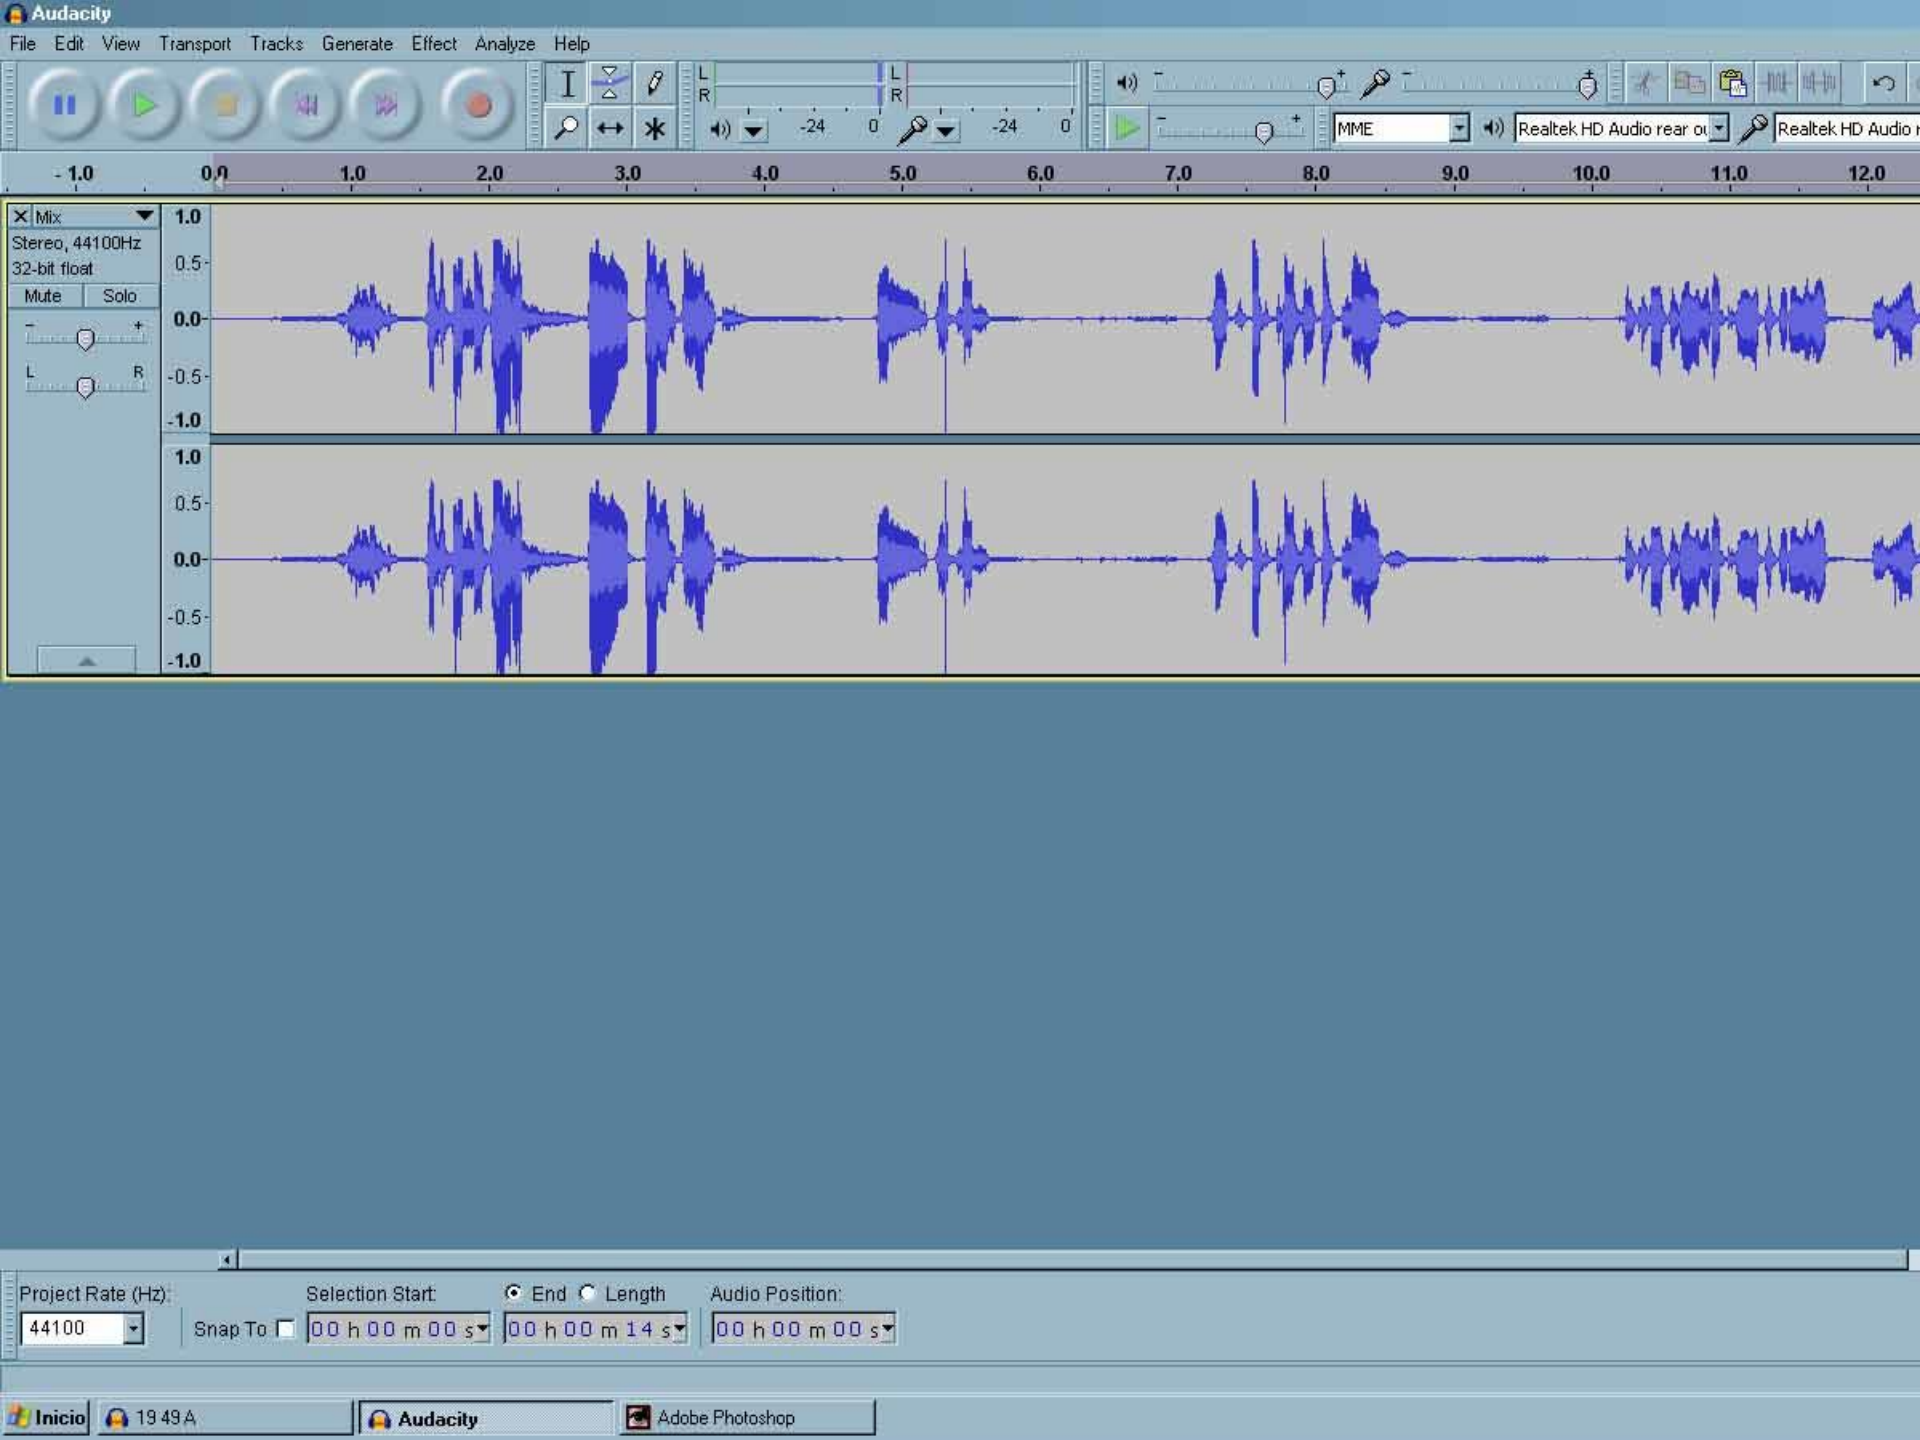 Audacity
File Edit View Transport Tracks Generate Effect Analyze Help
L
R
-24 0
L
R
-24 0
- + - +
- + MME Realtek HD Audio rear ou Realtek HD Audio
- 1.0 0.0 1.0 2.0 3.0 4.0 5.0 6.0 7.0 8.0 9.0 10.0 11.0 12.0
Mix
Stereo, 44100Hz
32-bit float
Mute Solo
- +
L R
1.0
0.5
0.0
-0.5
-1.0
1.0
0.5
0.0
-0.5
-1.0
Project Rate (Hz): Selection Start: End Length Audio Position:
44100 Snap To 00 h 00 m 00 s 00 h 00 m 14 s 00 h 00 m 00 s
Inicio 19 49 A Audacity Adobe Photoshop